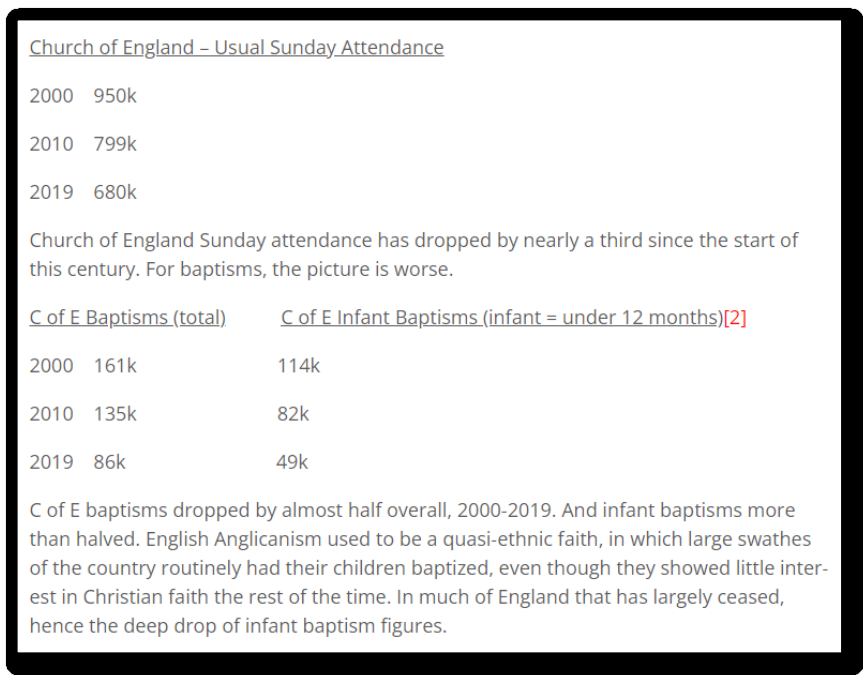 Church of England – Usual Sunday Attendance
2000 950k
2010 799k
2019 680k
Church of England Sunday attendance has dropped by nearly a third since the start of
this century. For baptisms, the picture is worse.
C of E Baptisms (total) C of E Infant Baptisms (infant = under 12 months)[2]
2000 161k 114k
2010 135k 82k
2019 86k 49k
C of E baptisms dropped by almost half overall, 2000-2019. And infant baptisms more
than halved. English Anglicanism used to be a quasi-ethnic faith, in which large swathes
of the country routinely had their children baptized, even though they showed little inter-
est in Christian faith the rest of the time. In much of England that has largely ceased,
hence the deep drop of infant baptism figures.